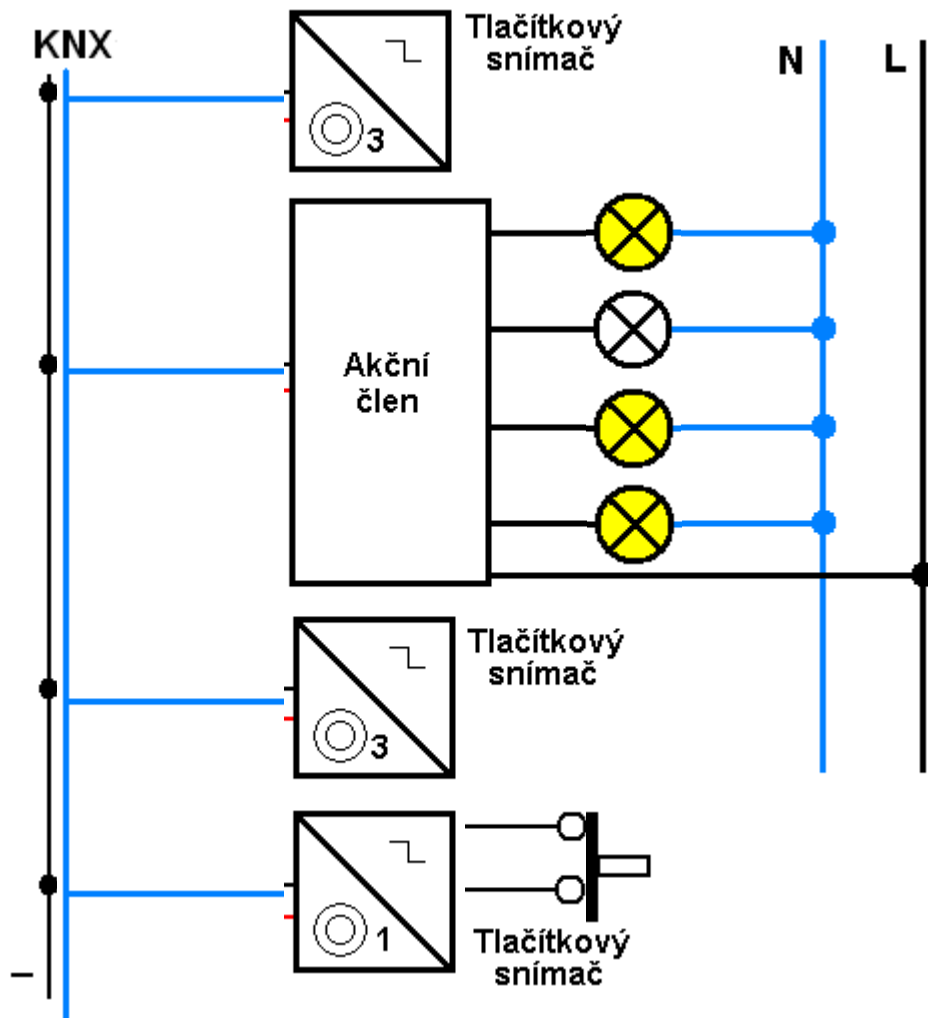 KNX
Tlačítkový
snímač
N
L
3
Akční
člen
Tlačítkový
snímač
3
1
Tlačítkový
snímač
–